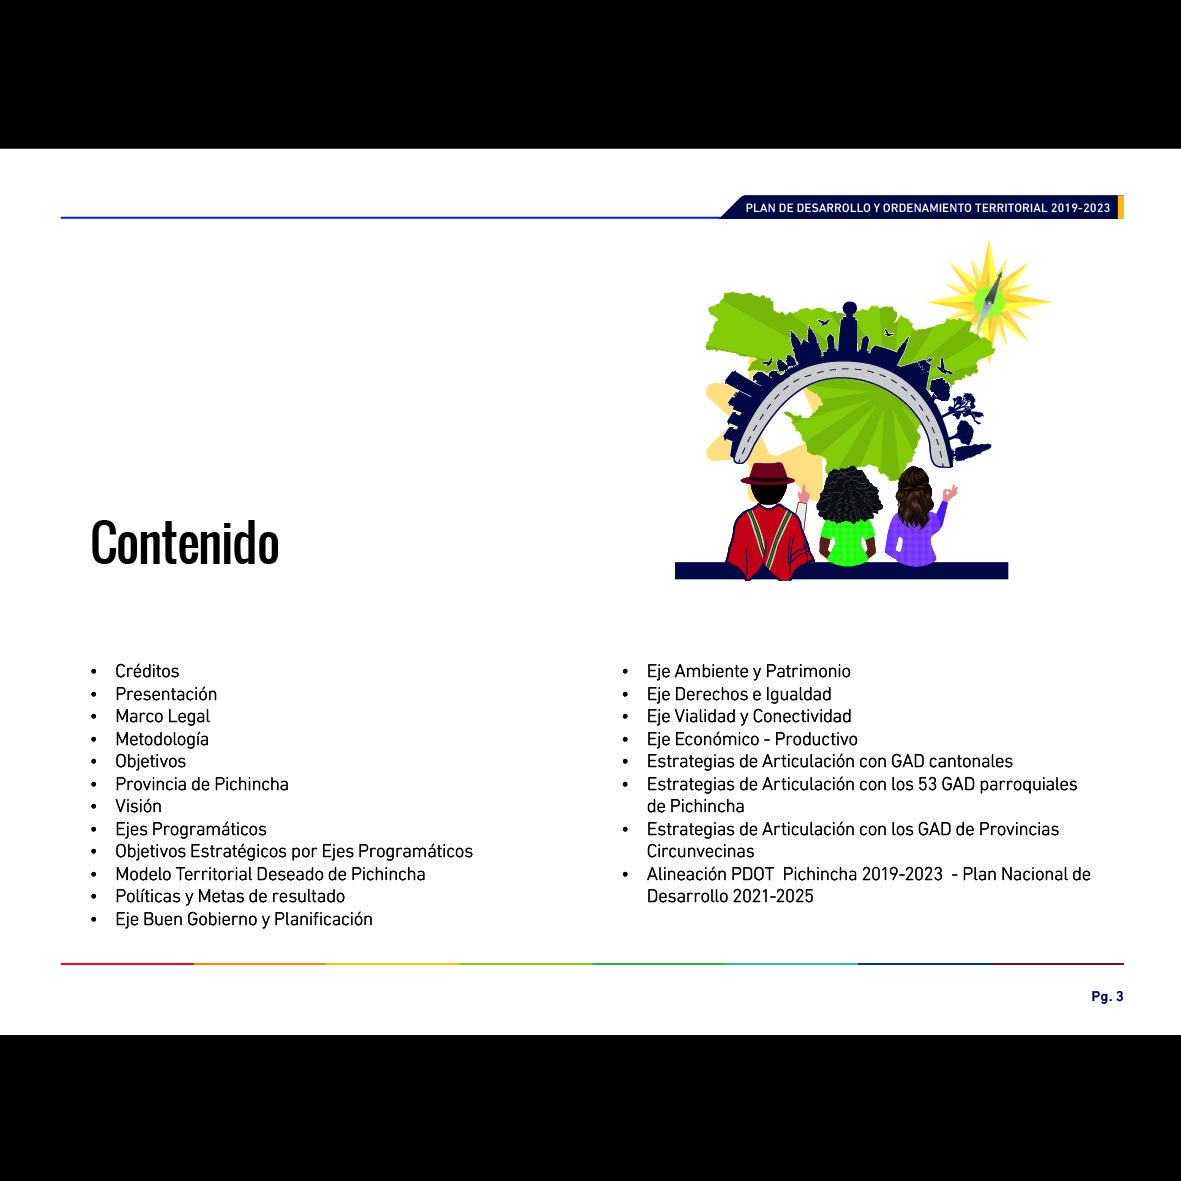 PLAN DE DESARROLLO Y ORDENAMIENTO TERRITORIAL 2019-2023
Contenido
• Créditos
• Presentación
• Marco Legal
• Metodología
• Objetivos
• Provincia de Pichincha
• Visión
• Ejes Programáticos
• Objetivos Estratégicos por Ejes Programáticos
• Modelo Territorial Deseado de Pichincha
• Políticas y Metas de resultado
• Eje Buen Gobierno y Planificación
• Eje Ambiente y Patrimonio
• Eje Derechos e Igualdad
• Eje Vialidad y Conectividad
• Eje Económico - Productivo
• Estrategias de Articulación con GAD cantonales
• Estrategias de Articulación con los 53 GAD parroquiales
de Pichincha
• Estrategias de Articulación con los GAD de Provincias
Circunvecinas
• Alineación PDOT  Pichincha 2019-2023  - Plan Nacional de
Desarrollo 2021-2025
Pg. 3